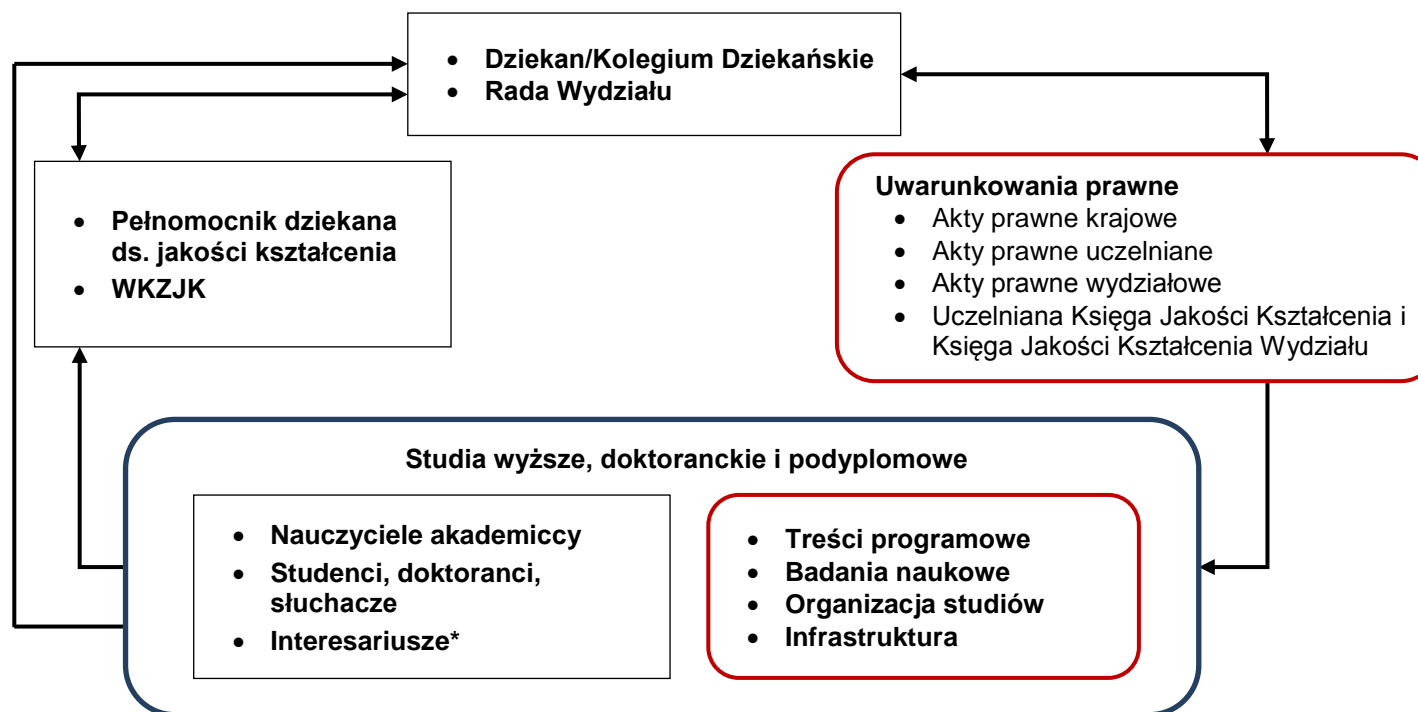 • Dziekan/Kolegium Dziekańskie
• Rada Wydziału
• Pełnomocnik dziekana
ds. jakości kształcenia
• WKZJK
Uwarunkowania prawne
• Akty prawne krajowe
• Akty prawne uczelniane
• Akty prawne wydziałowe
• Uczelniana Księga Jakości Kształcenia i
Księga Jakości Kształcenia Wydziału
Studia wyższe, doktoranckie i podyplomowe
• Nauczyciele akademiccy
• Studenci, doktoranci,
słuchacze
• Interesariusze*
• Treści programowe
• Badania naukowe
• Organizacja studiów
• Infrastruktura